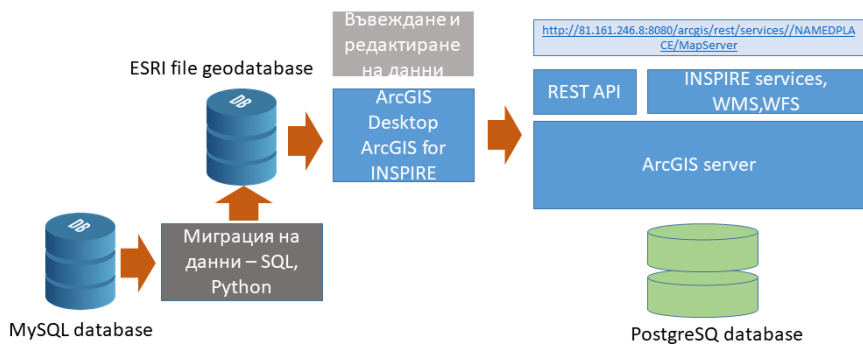 Въвеждане и
редактиране
на данни
http://81.161.246.8:8080/arcgis/rest/services//NAMEDPLA
CE/MapServer
ESRI file geodatabase
DB
ArcGIS
Desktop
ArcGIS for
INSPIRE
REST API
INSPIRE services,
WMS,WFS
ArcGIS server
DB
Миграция на
данни – SQL,
Python
MySQL database
PostgreSQ database